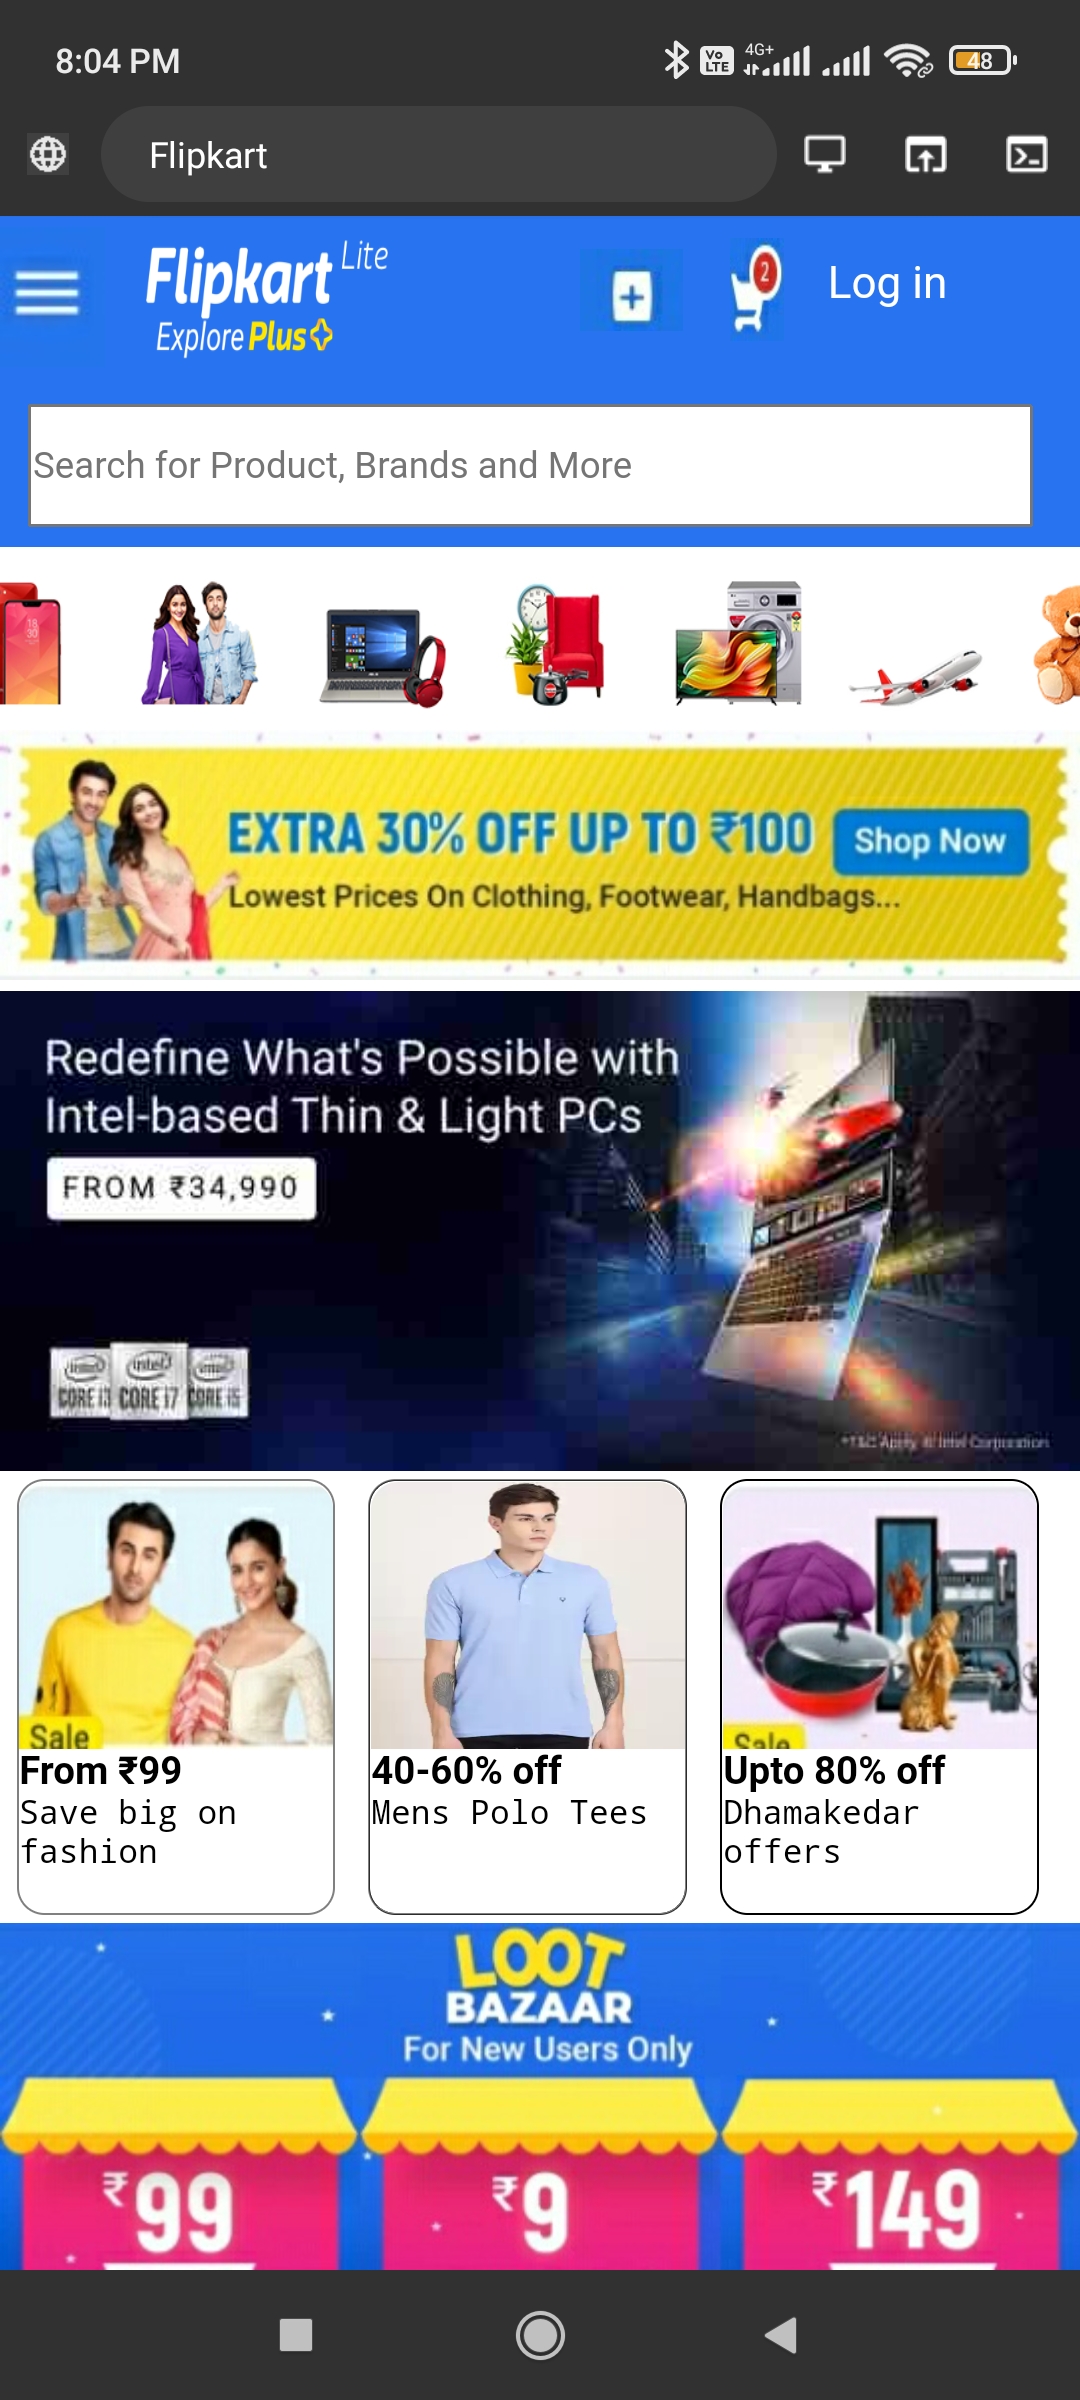 8:04 PM
Vo LTE
4G+
48
Flipkart
Flipkart Lite
Explore Plus
2
Log in
Search for Product, Brands and More
18
30
EXTRA 30% OFF UP TO ₹100
Shop Now
Lowest Prices On Clothing, Footwear, Handbags...
Redefine What's Possible with
Intel-based Thin & Light PCs
FROM ₹34,990
intel intel intel
CORE i3 CORE i7 CORE i5
*T&C Apply. © Intel Corporation
Sale
From ₹99
Save big on
fashion
40-60% off
Mens Polo Tees
Sale
Upto 80% off
Dhamakedar
offers
LOOT
BAZAAR
For New Users Only
₹99
₹9
₹149